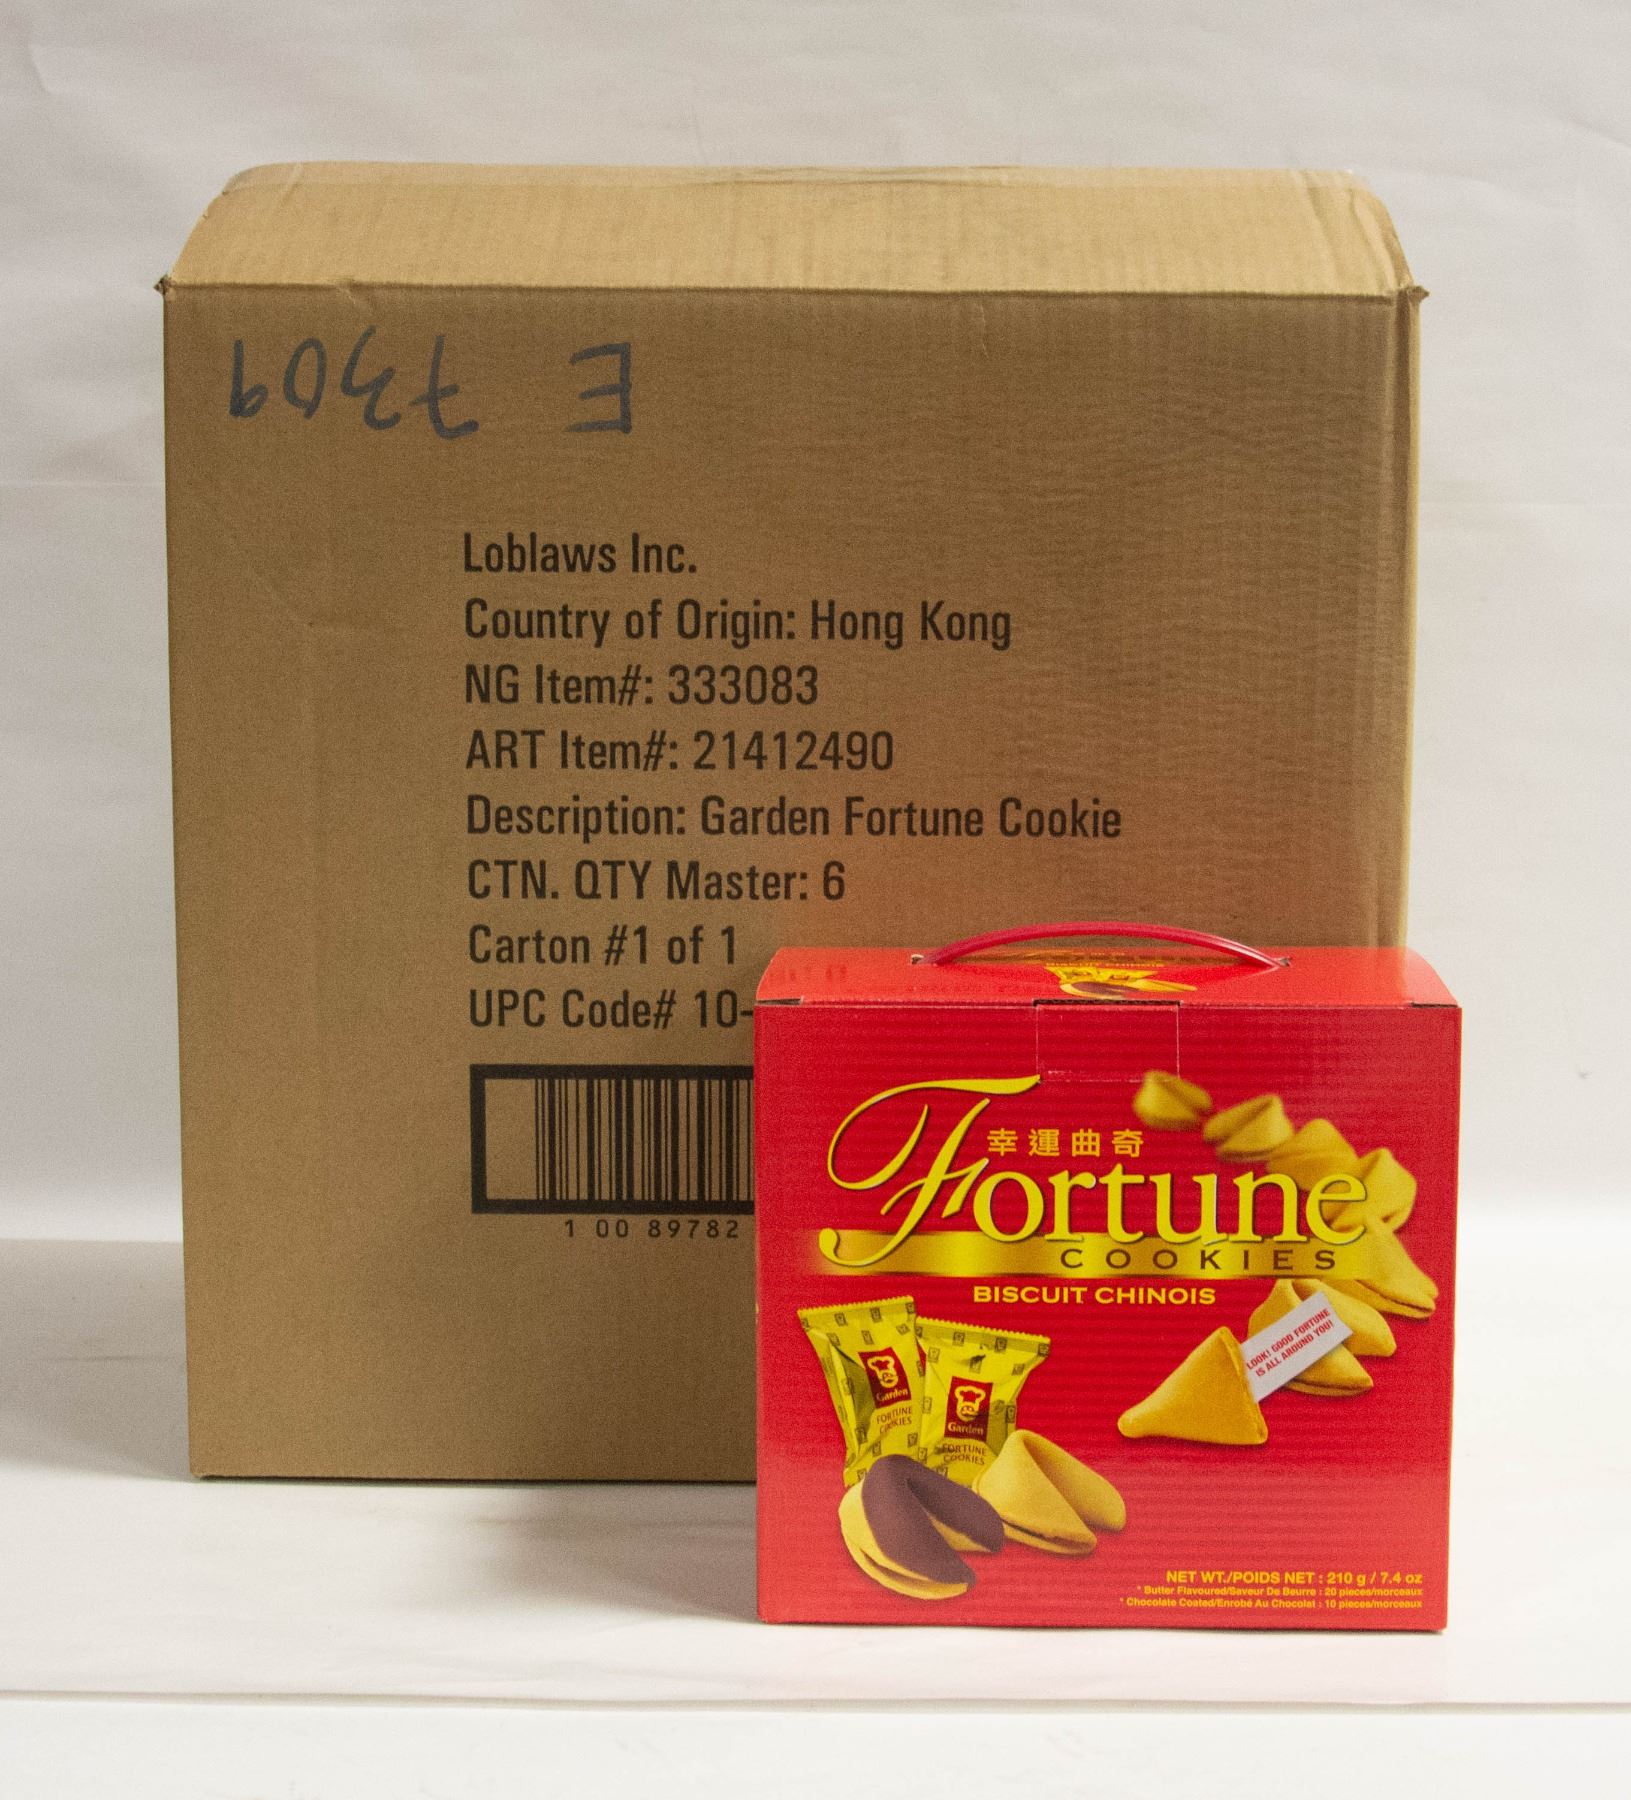 E 7309
Loblaws Inc.
Country of Origin: Hong Kong
NG Item#: 333083
ART Item#: 21412490
Description: Garden Fortune Cookie
CTN. QTY Master: 6
Carton #1 of 1
UPC Code# 10-
1 00 89782
幸運曲奇
Fortune
COOKIES
BISCUIT CHINOIS
LOOK! GOOD FORTUNE
IS ALL AROUND YOU!
Garden
FORTUNE
COOKIES
Garden
FORTUNE
COOKIES
NET WT./POIDS NET : 210 g / 7.4 oz
* Butter Flavoured/Saveur De Beurre : 20 pieces/morceaux
* Chocolate Coated/Enrobé Au Chocolat : 10 pieces/morceaux